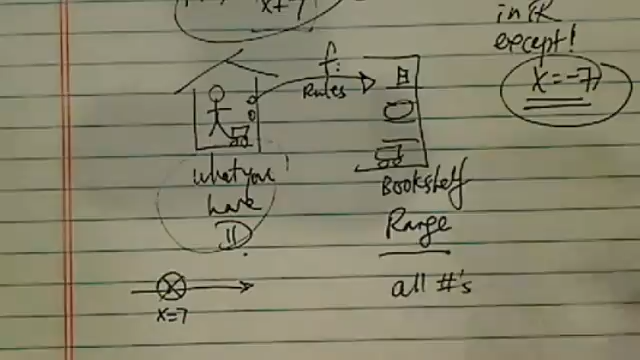 x+7
in ℝ
except!
x=-7
f:
Rules
what you
have
D
Bookshelf
Range
all #'s
x=7